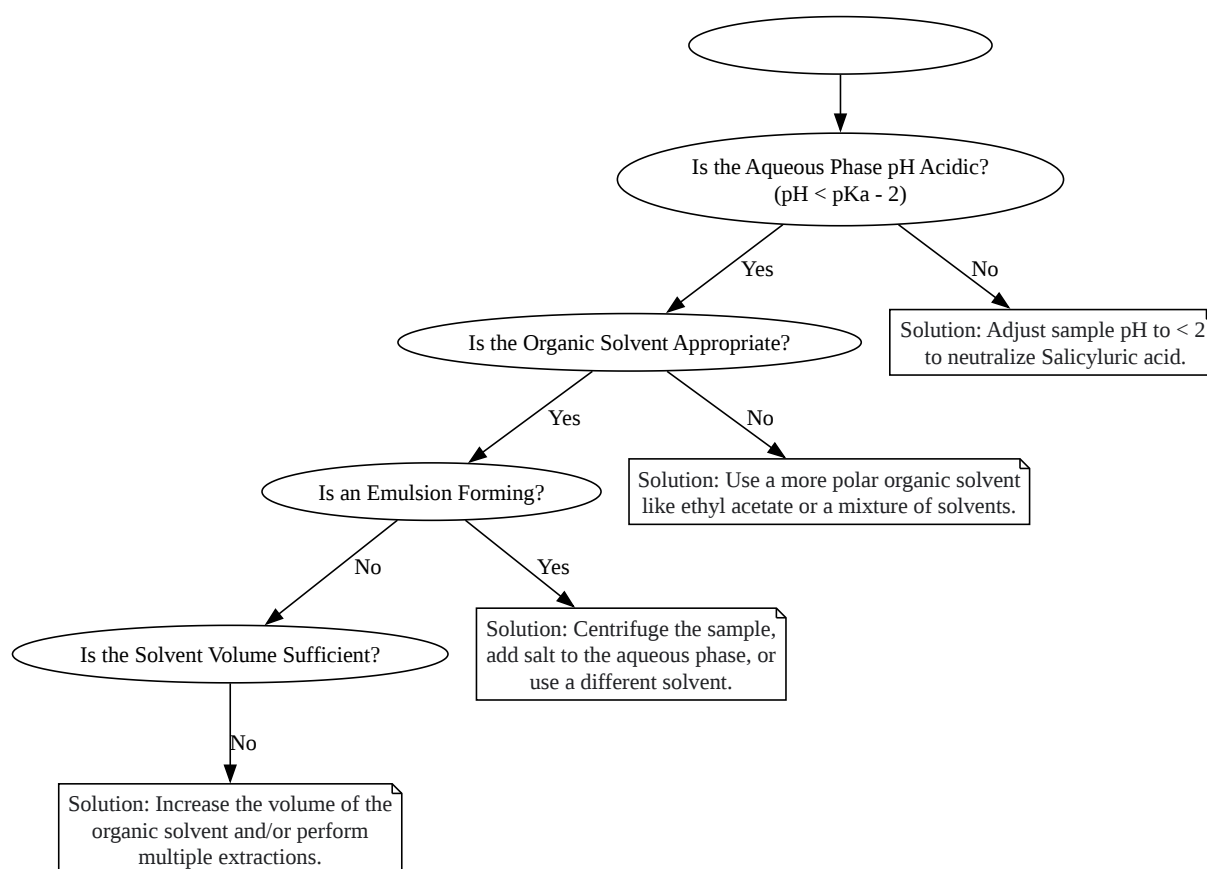 Is the Aqueous Phase pH Acidic?
(pH < pKa - 2)
Yes
No
Is the Organic Solvent Appropriate?
Solution: Adjust sample pH to < 2
to neutralize Salicyluric acid.
Yes
No
Is an Emulsion Forming?
Solution: Use a more polar organic solvent
like ethyl acetate or a mixture of solvents.
No
Yes
Is the Solvent Volume Sufficient?
Solution: Centrifuge the sample,
add salt to the aqueous phase, or
use a different solvent.
No
Solution: Increase the volume of the
organic solvent and/or perform
multiple extractions.